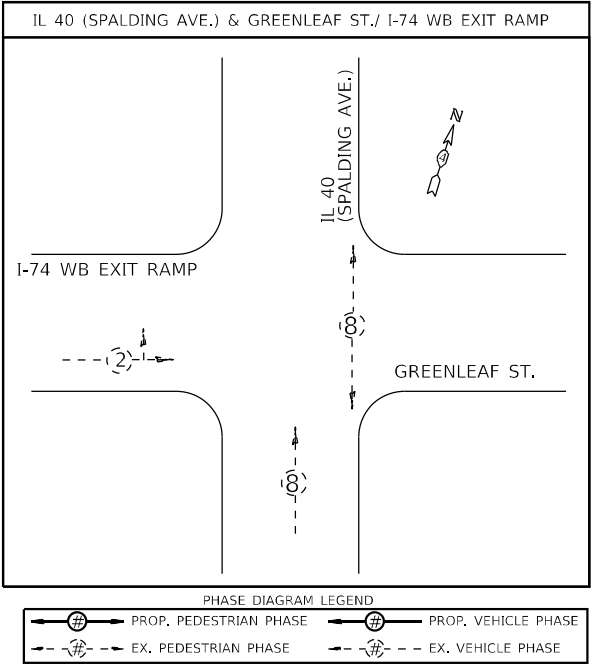 IL 40 (SPALDING AVE.) & GREENLEAF ST./ I-74 WB EXIT RAMP
N
4
IL 40
(SPALDING AVE.)
I-74 WB EXIT RAMP
8
2
GREENLEAF ST.
8
PHASE DIAGRAM LEGEND
# PROP. PEDESTRIAN PHASE # PROP. VEHICLE PHASE
# EX. PEDESTRIAN PHASE # EX. VEHICLE PHASE